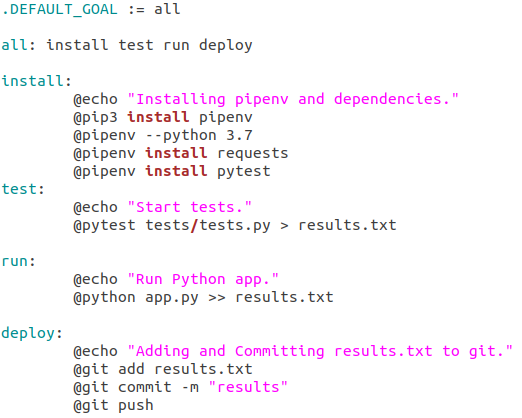 .DEFAULT_GOAL := all
all: install test run deploy
install:
@echo "Installing pipenv and dependencies."
@pip3 install pipenv
@pipenv --python 3.7
@pipenv install requests
@pipenv install pytest
test:
@echo "Start tests."
@pytest tests/tests.py > results.txt
run:
@echo "Run Python app."
@python app.py >> results.txt
deploy:
@echo "Adding and Committing results.txt to git."
@git add results.txt
@git commit -m "results"
@git push